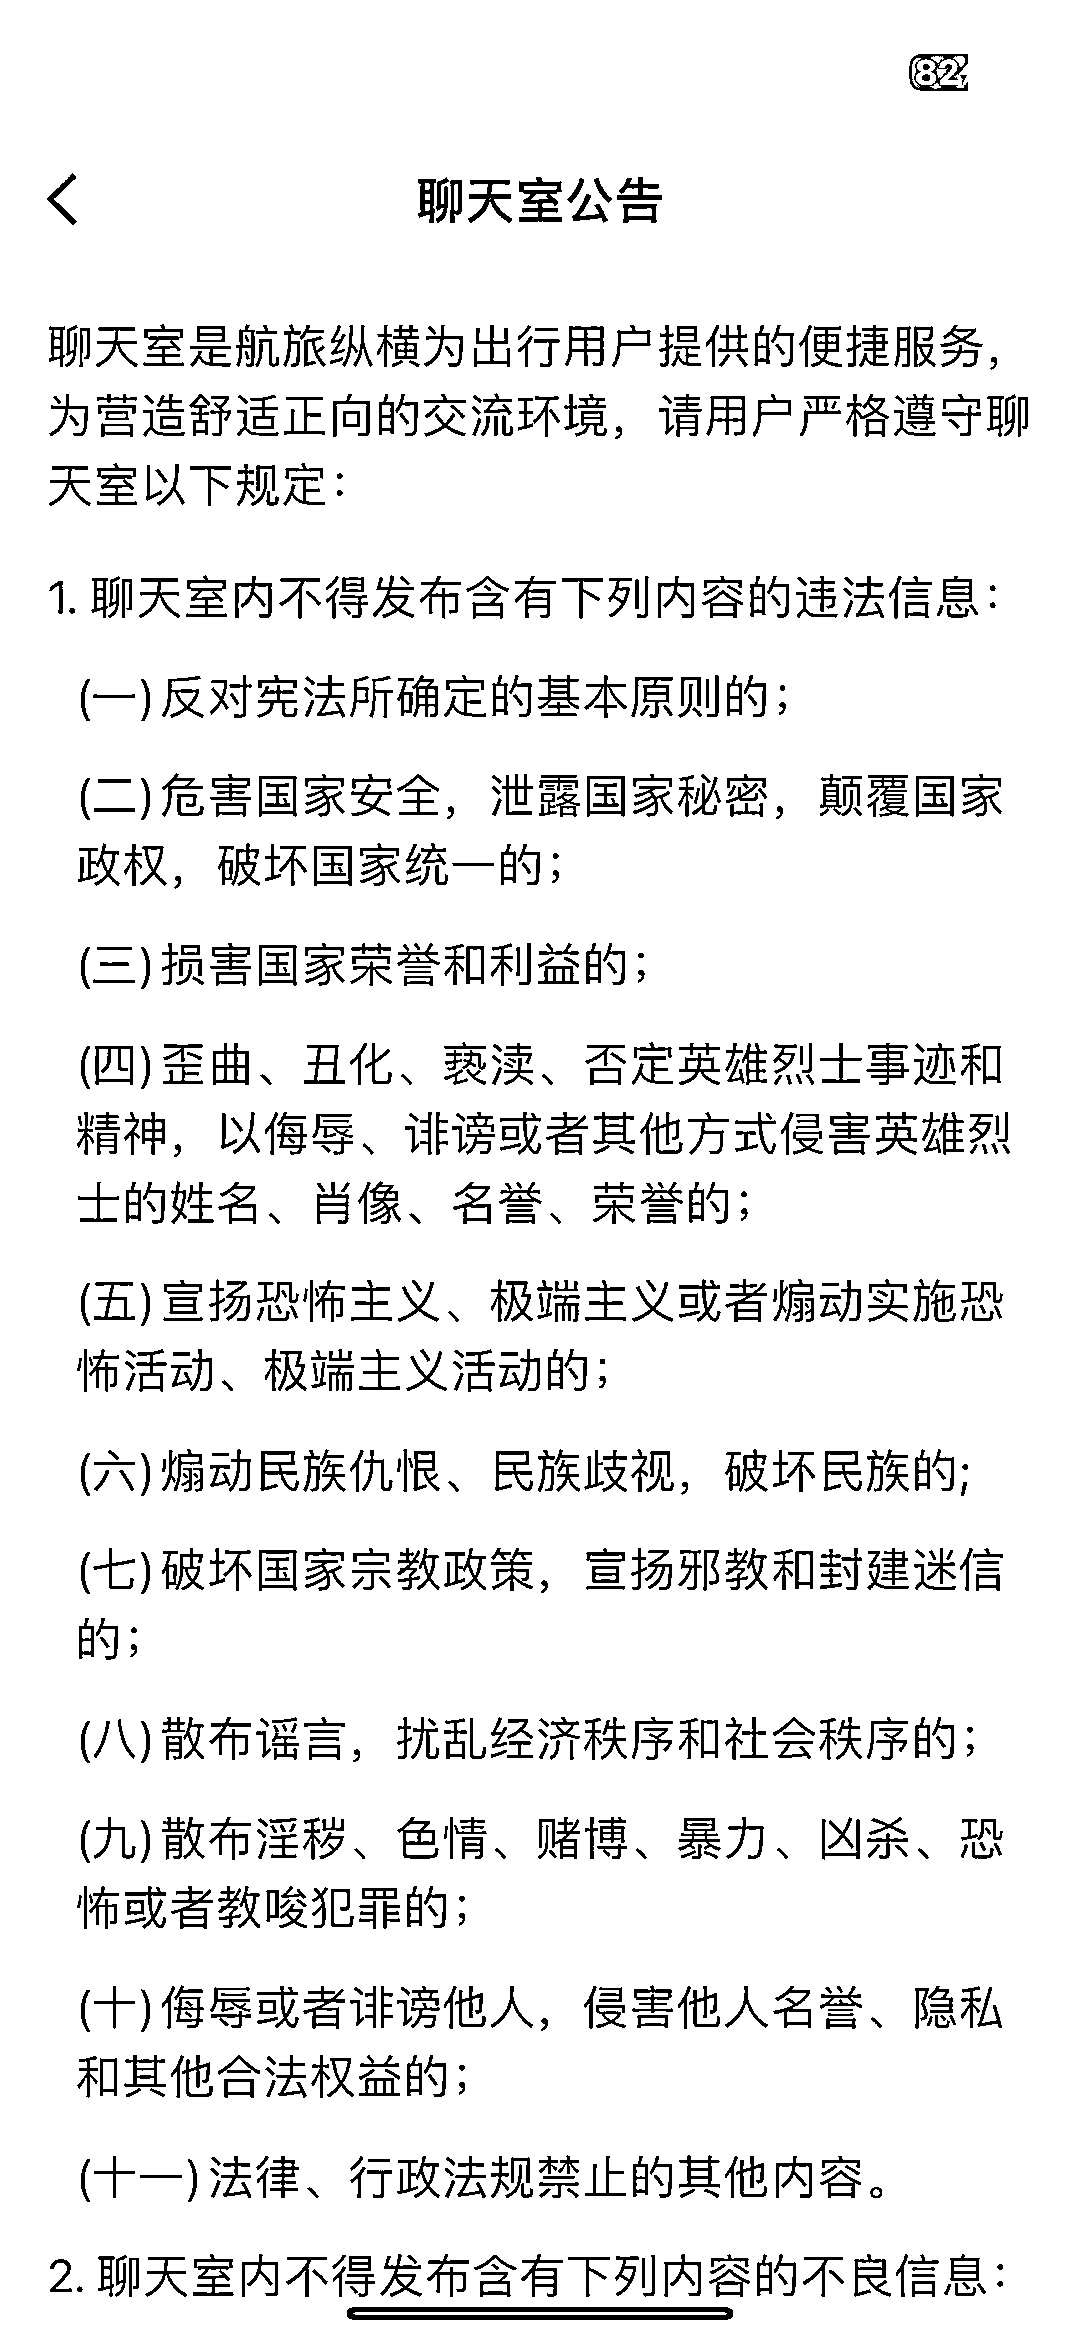 82
聊天室公告
聊天室是航旅纵横为出行用户提供的便捷服务，
为营造舒适正向的交流环境，请用户严格遵守聊
天室以下规定：
1. 聊天室内不得发布含有下列内容的违法信息：
(一)反对宪法所确定的基本原则的；
(二)危害国家安全，泄露国家秘密，颠覆国家
政权，破坏国家统一的；
(三)损害国家荣誉和利益的；
(四)歪曲、丑化、亵渎、否定英雄烈士事迹和
精神，以侮辱、诽谤或者其他方式侵害英雄烈
士的姓名、肖像、名誉、荣誉的；
(五)宣扬恐怖主义、极端主义或者煽动实施恐
怖活动、极端主义活动的；
(六)煽动民族仇恨、民族歧视，破坏民族的;
(七)破坏国家宗教政策，宣扬邪教和封建迷信
的；
(八)散布谣言，扰乱经济秩序和社会秩序的；
(九)散布淫秽、色情、赌博、暴力、凶杀、恐
怖或者教唆犯罪的；
(十)侮辱或者诽谤他人，侵害他人名誉、隐私
和其他合法权益的；
(十一)法律、行政法规禁止的其他内容。
2. 聊天室内不得发布含有下列内容的不良信息：